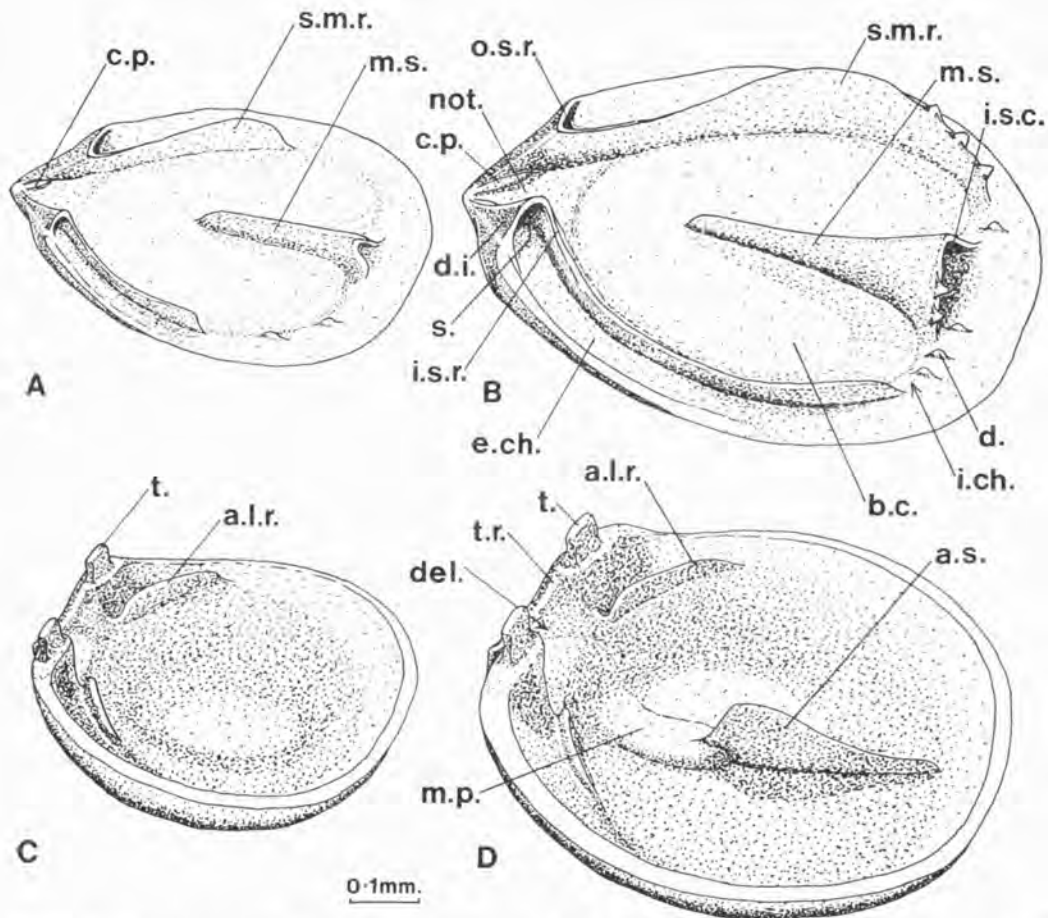 c.p.
s.m.r.
m.s.
A
o.s.r.
not.
c.p.
d.i.
s.
i.s.r.
e.ch.
B
s.m.r.
m.s.
i.s.c.
d.
i.ch.
b.c.
t.
a.l.r.
C
0·1mm.
t.
t.r.
del.
a.l.r.
a.s.
m.p.
D